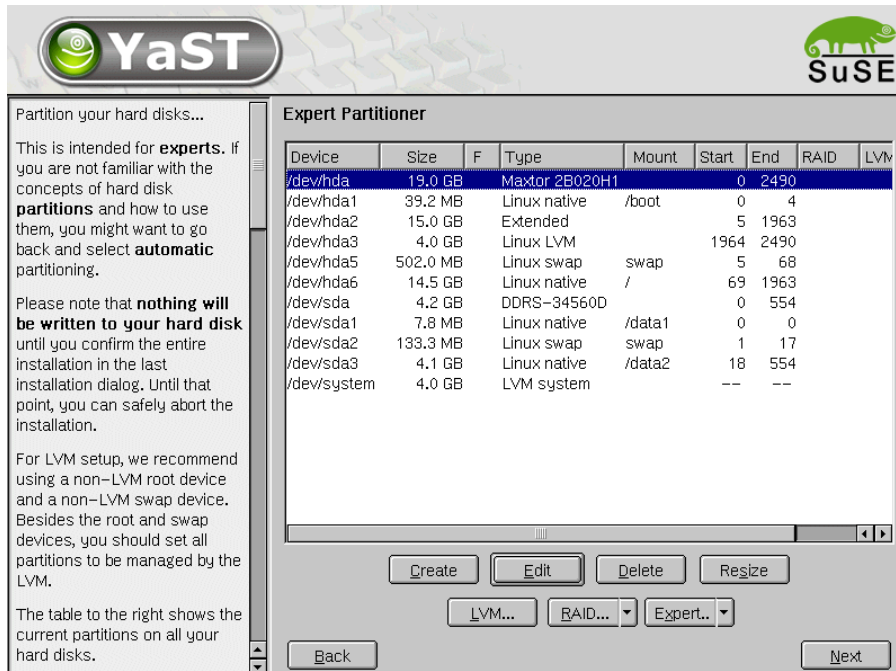 YaST
SuSE
Partition your hard disks...
This is intended for experts. If
you are not familiar with the
concepts of hard disk
partitions and how to use
them, you might want to go
back and select automatic
partitioning.
Please note that nothing will
be written to your hard disk
until you confirm the entire
installation in the last
installation dialog. Until that
point, you can safely abort the
installation.
For LVM setup, we recommend
using a non-LVM root device
and a non-LVM swap device.
Besides the root and swap
devices, you should set all
partitions to be managed by the
LVM.
The table to the right shows the
current partitions on all your
hard disks.
Expert Partitioner
Device Size F Type Mount Start End RAID LVM
/dev/hda 19.0 GB Maxtor 2B020H1 0 2490
/dev/hda1 39.2 MB Linux native /boot 0 4
/dev/hda2 15.0 GB Extended 5 1963
/dev/hda3 4.0 GB Linux LVM 1964 2490
/dev/hda5 502.0 MB Linux swap swap 5 68
/dev/hda6 14.5 GB Linux native / 69 1963
/dev/sda 4.2 GB DDRS-34560D 0 554
/dev/sda1 7.8 MB Linux native /data1 0 0
/dev/sda2 133.3 MB Linux swap swap 1 17
/dev/sda3 4.1 GB Linux native /data2 18 554
/dev/system 4.0 GB LVM system -- --
Create Edit Delete Resize
LVM... RAID... Expert..
Back Next